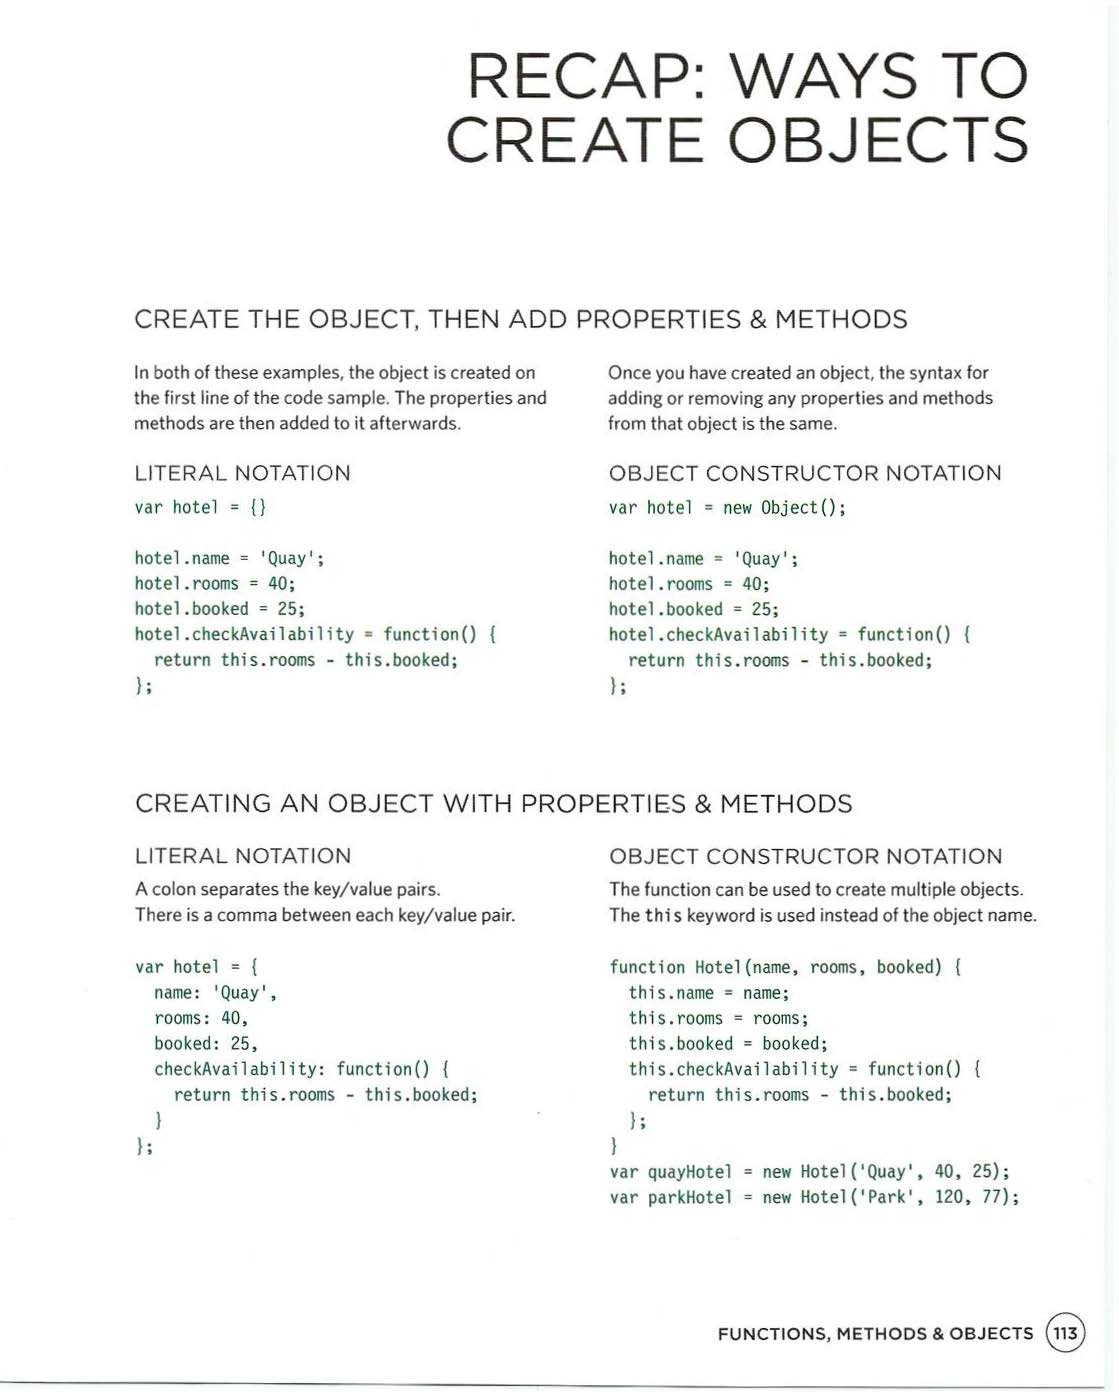 RECAP: WAYS TO
CREATE OBJECTS
CREATE THE OBJECT, THEN ADD PROPERTIES & METHODS
In both of these examples, the object is created on
the first line of the code sample. The properties and
methods are then added to it afterwards.
LITERAL NOTATION
var hotel = {}
hotel.name = 'Quay';
hotel.rooms = 40;
hotel.booked = 25;
hotel.checkAvailability = function() {
  return this.rooms - this.booked;
};
Once you have created an object, the syntax for
adding or removing any properties and methods
from that object is the same.
OBJECT CONSTRUCTOR NOTATION
var hotel = new Object();
hotel.name = 'Quay';
hotel.rooms = 40;
hotel.booked = 25;
hotel.checkAvailability = function() {
  return this.rooms - this.booked;
};
CREATING AN OBJECT WITH PROPERTIES & METHODS
LITERAL NOTATION
A colon separates the key/value pairs.
There is a comma between each key/value pair.
var hotel = {
  name: 'Quay',
  rooms: 40,
  booked: 25,
  checkAvailability: function() {
    return this.rooms - this.booked;
  }
};
OBJECT CONSTRUCTOR NOTATION
The function can be used to create multiple objects.
The this keyword is used instead of the object name.
function Hotel(name, rooms, booked) {
  this.name = name;
  this.rooms = rooms;
  this.booked = booked;
  this.checkAvailability = function() {
    return this.rooms - this.booked;
  };
}
var quayHotel = new Hotel('Quay', 40, 25);
var parkHotel = new Hotel('Park', 120, 77);
FUNCTIONS, METHODS & OBJECTS 113